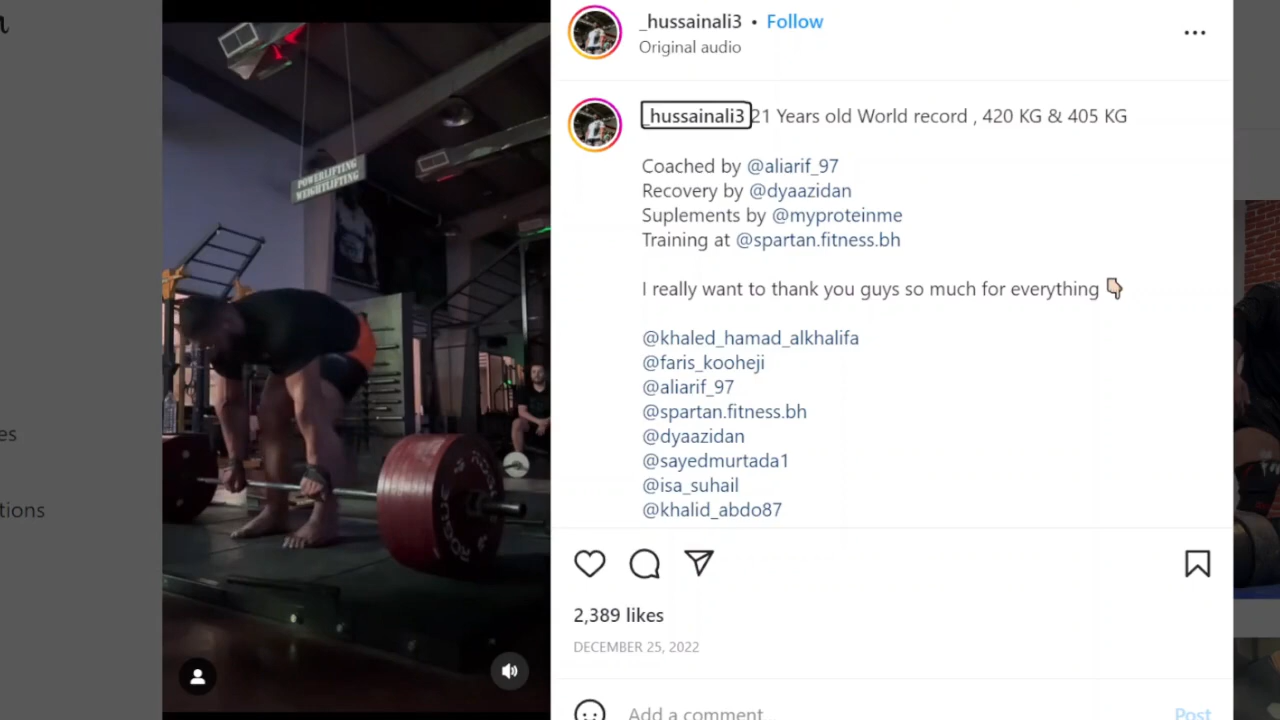 _hussainali3 • Follow
Original audio
_hussainali3 21 Years old World record , 420 KG & 405 KG
Coached by @aliarif_97
Recovery by @dyaazidan
Suplements by @myproteinme
Training at @spartan.fitness.bh
I really want to thank you guys so much for everything 👇🏻
@khaled_hamad_alkhalifa
@faris_kooheji
@aliarif_97
@spartan.fitness.bh
@dyaazidan
@sayedmurtada1
@isa_suhail
@khalid_abdo87
2,389 likes
DECEMBER 25, 2022
Add a comment...
Post
POWERLIFTING
WEIGHTLIFTING
ROGUE
es
tions